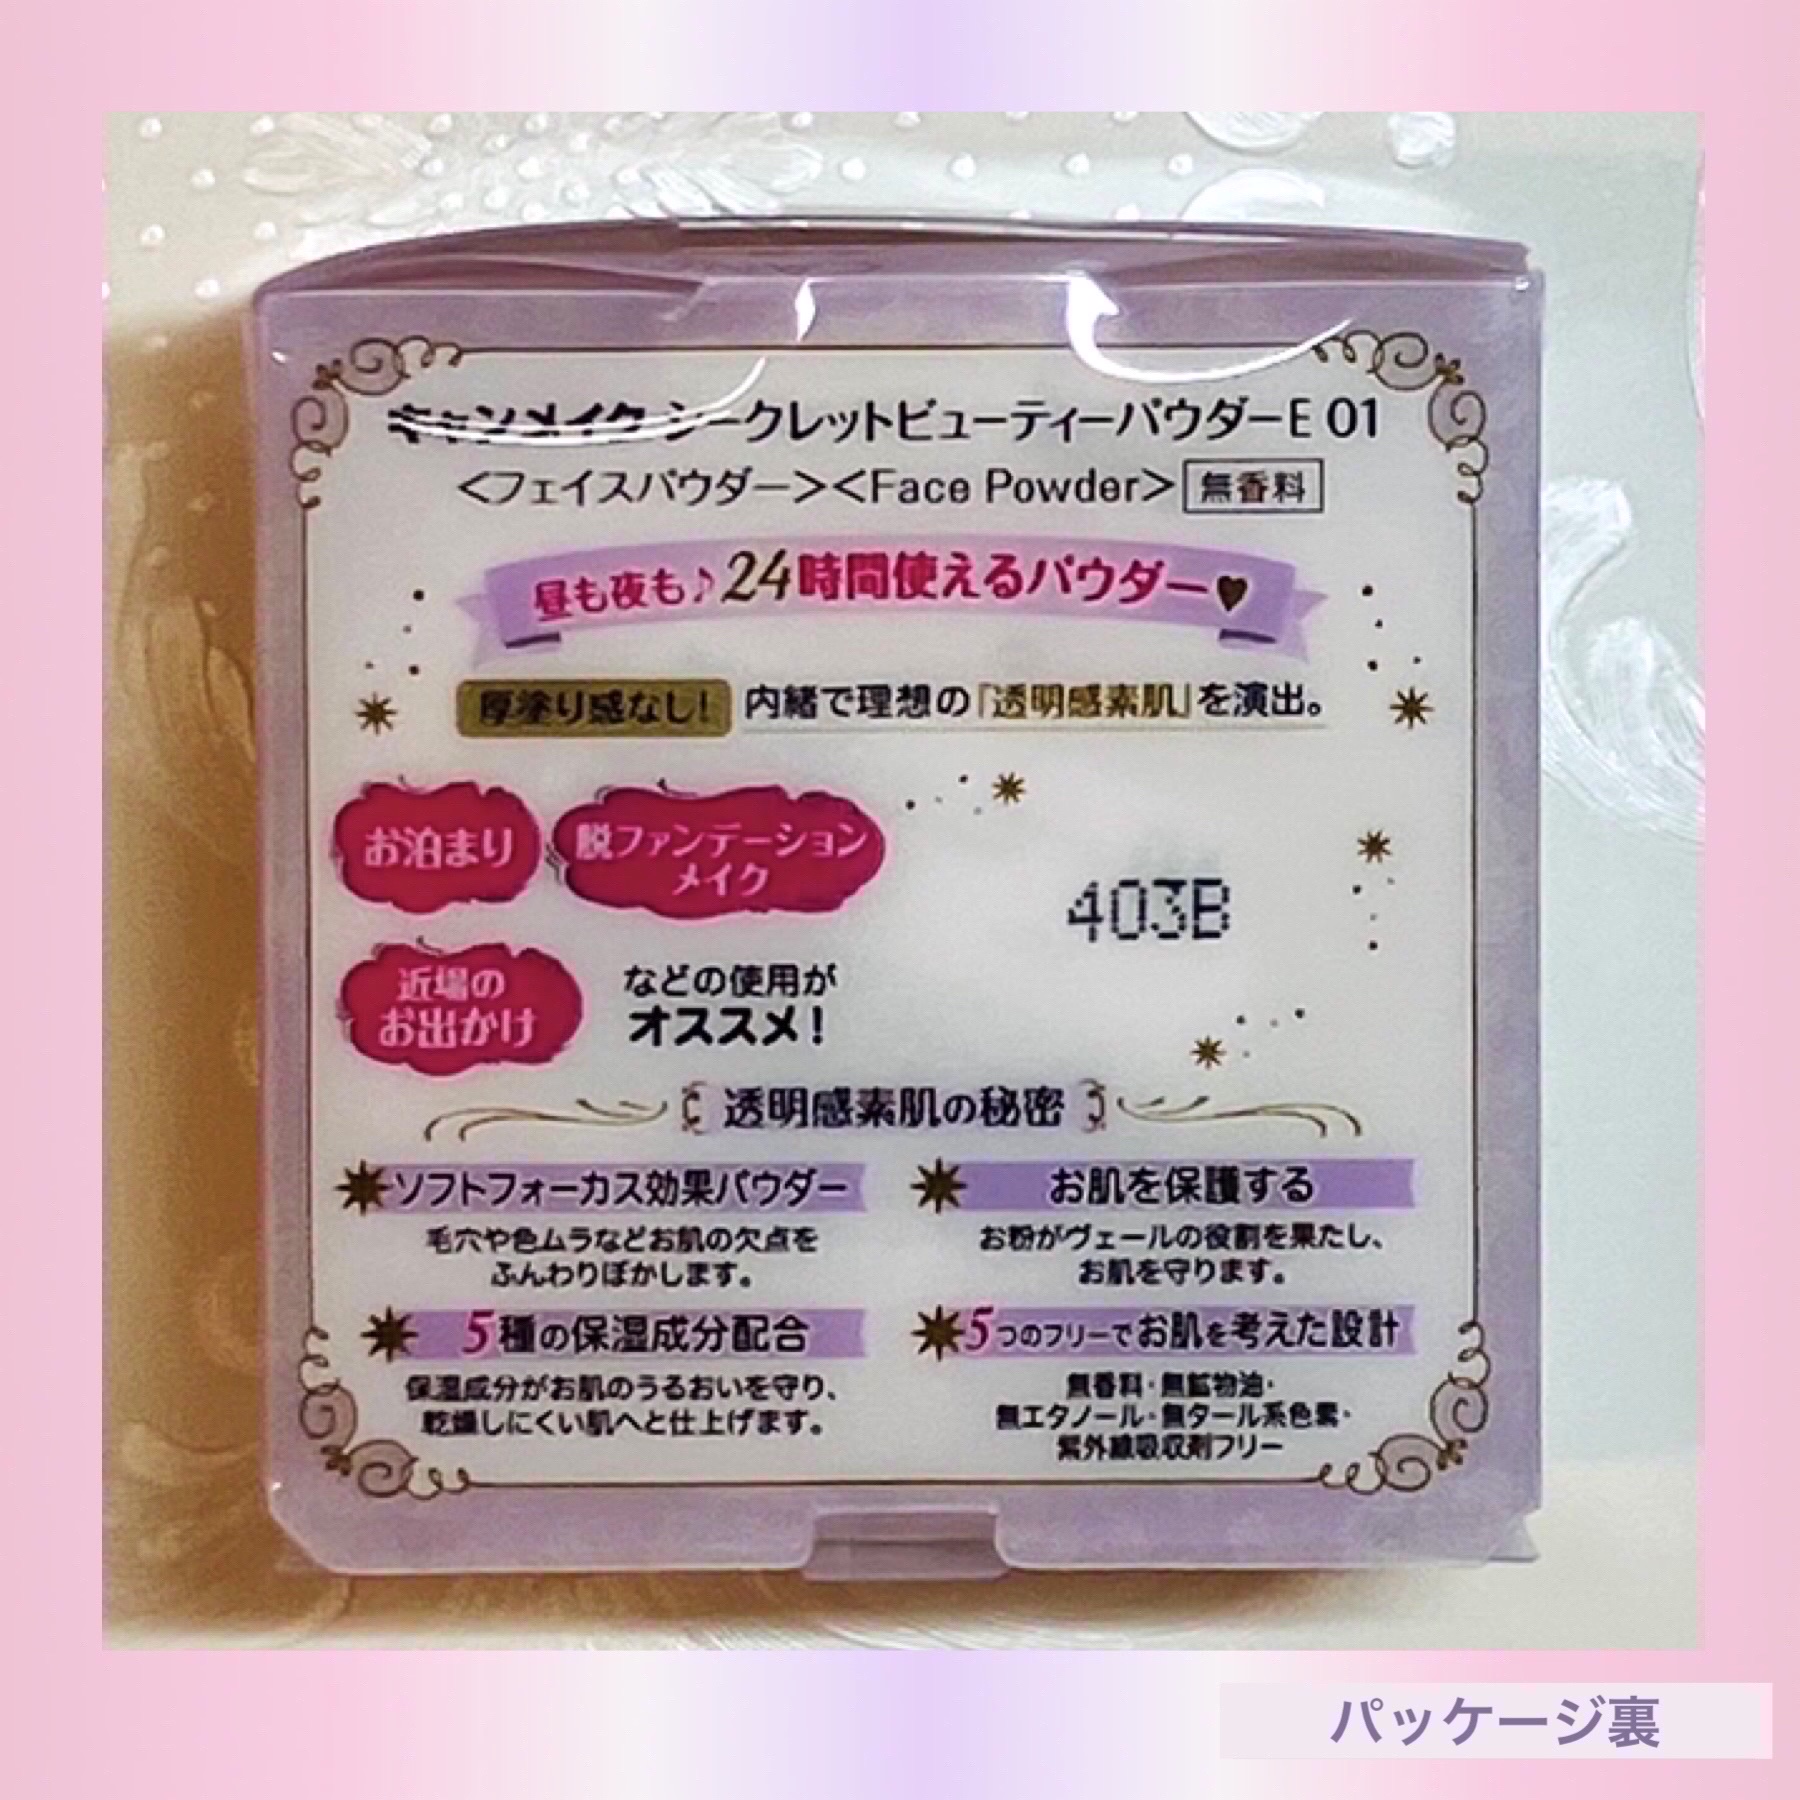 キャンメイク シークレットビューティーパウダーE 01
<フェイスパウダー><Face Powder> 無香料
昼も夜も♪24時間使えるパウダー♥
厚塗り感なし! 内緒で理想の「透明感素肌」を演出。
お泊まり
脱ファンデーション
メイク
403B
近場の
お出かけ
などの使用が
オススメ!
透明感素肌の秘密
ソフトフォーカス効果パウダー
毛穴や色ムラなどお肌の欠点を
ふんわりぼかします。
お肌を保護する
お粉がヴェールの役割を果たし、
お肌を守ります。
5種の保湿成分配合
保湿成分がお肌のうるおいを守り、
乾燥しにくい肌へと仕上げます。
5つのフリーでお肌を考えた設計
無香料・無鉱物油・
無エタノール・無タール系色素・
紫外線吸収剤フリー
パッケージ裏